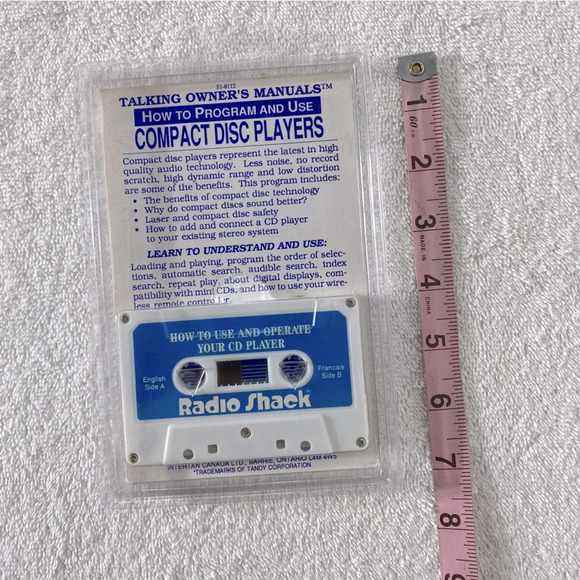 51-8112
TALKING OWNER'S MANUALS™
HOW TO PROGRAM AND USE
COMPACT DISC PLAYERS
Compact disc players represent the latest in high
quality audio technology. Less noise, no record
scratch, high dynamic range and low distortion
are some of the benefits. This program includes:
• The benefits of compact disc technology
• Why do compact discs sound better?
• Laser and compact disc safety
• How to add and connect a CD player
to your existing stereo system
LEARN TO UNDERSTAND AND USE:
Loading and playing, program the order of selec-
tions, automatic search, audible search, index
search, repeat play, about digital displays, com-
patibility with mini CDs, and how to use your wire-
less remote control
HOW TO USE AND OPERATE
YOUR CD PLAYER
English
Side A
Francais
Side B
Radio Shack
INTERTAN CANADA LTD., BARRIE, ONTARIO L4M 4W5
*TRADEMARKS OF TANDY CORPORATION
1
60 in
2
3
MADE IN
4
CHINA
5
6
7
8
9